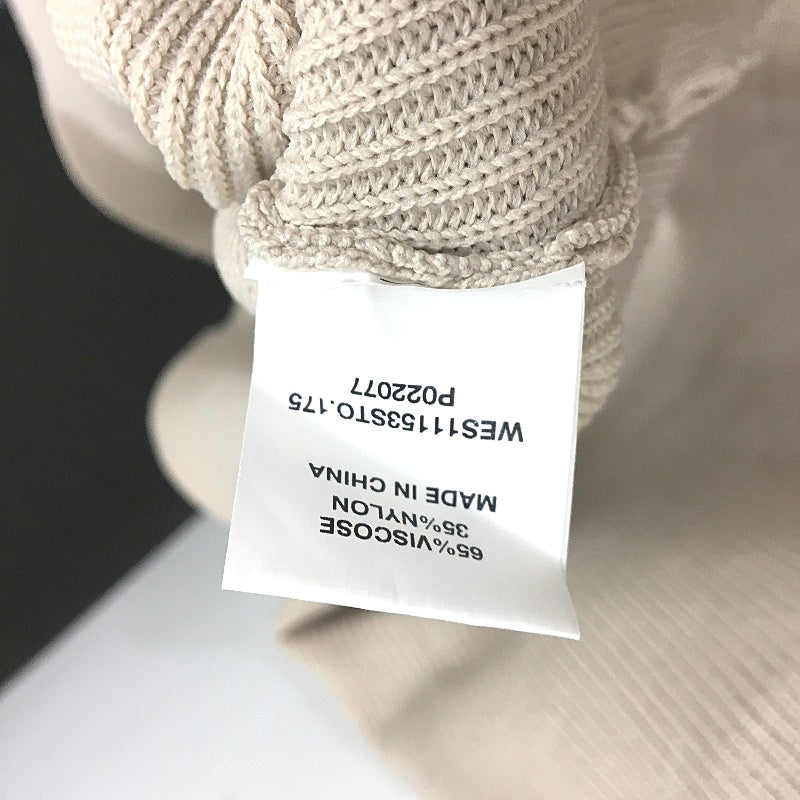 65%VISCOSE
35%NYLON
MADE IN CHINA
WES11153STO.175
P022077